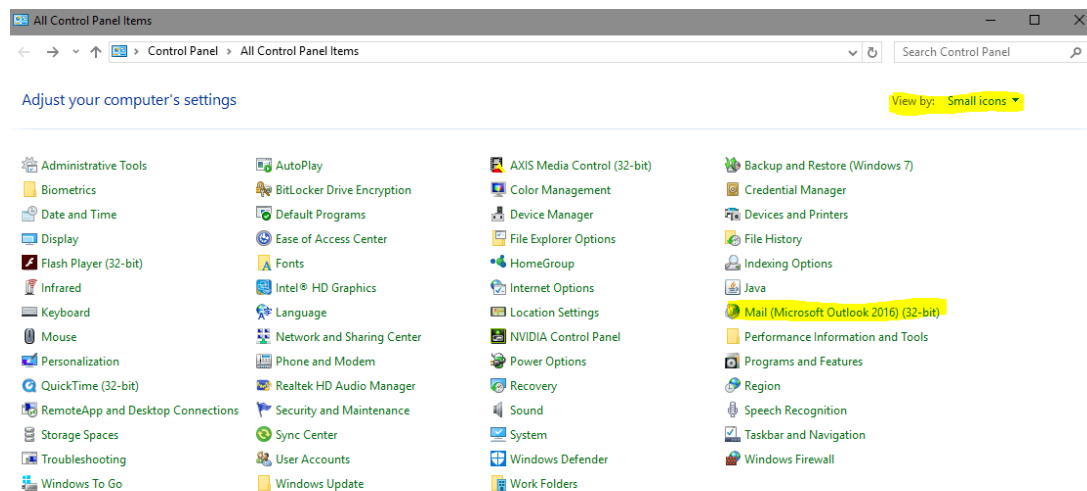 All Control Panel Items
Control Panel > All Control Panel Items
Search Control Panel
Adjust your computer's settings
View by: Small icons
Administrative Tools
AutoPlay
AXIS Media Control (32-bit)
Backup and Restore (Windows 7)
Biometrics
BitLocker Drive Encryption
Color Management
Credential Manager
Date and Time
Default Programs
Device Manager
Devices and Printers
Display
Ease of Access Center
File Explorer Options
File History
Flash Player (32-bit)
Fonts
HomeGroup
Indexing Options
Infrared
Intel® HD Graphics
Internet Options
Java
Keyboard
Language
Location Settings
Mail (Microsoft Outlook 2016) (32-bit)
Mouse
Network and Sharing Center
NVIDIA Control Panel
Performance Information and Tools
Personalization
Phone and Modem
Power Options
Programs and Features
QuickTime (32-bit)
Realtek HD Audio Manager
Recovery
Region
RemoteApp and Desktop Connections
Security and Maintenance
Sound
Speech Recognition
Storage Spaces
Sync Center
System
Taskbar and Navigation
Troubleshooting
User Accounts
Windows Defender
Windows Firewall
Windows To Go
Windows Update
Work Folders